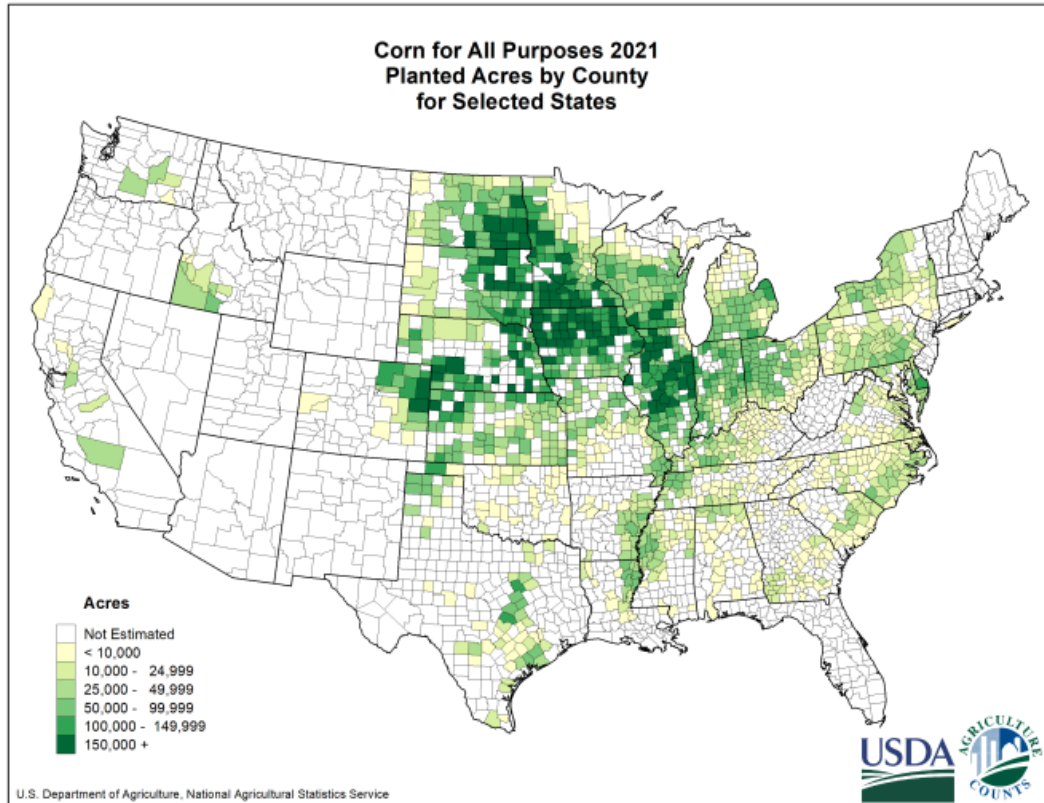 Corn for All Purposes 2021
Planted Acres by County
for Selected States
Acres
Not Estimated
< 10,000
10,000 - 24,999
25,000 - 49,999
50,000 - 99,999
100,000 - 149,999
150,000 +
U.S. Department of Agriculture, National Agricultural Statistics Service
USDA
AGRICULTURE
COUNTS